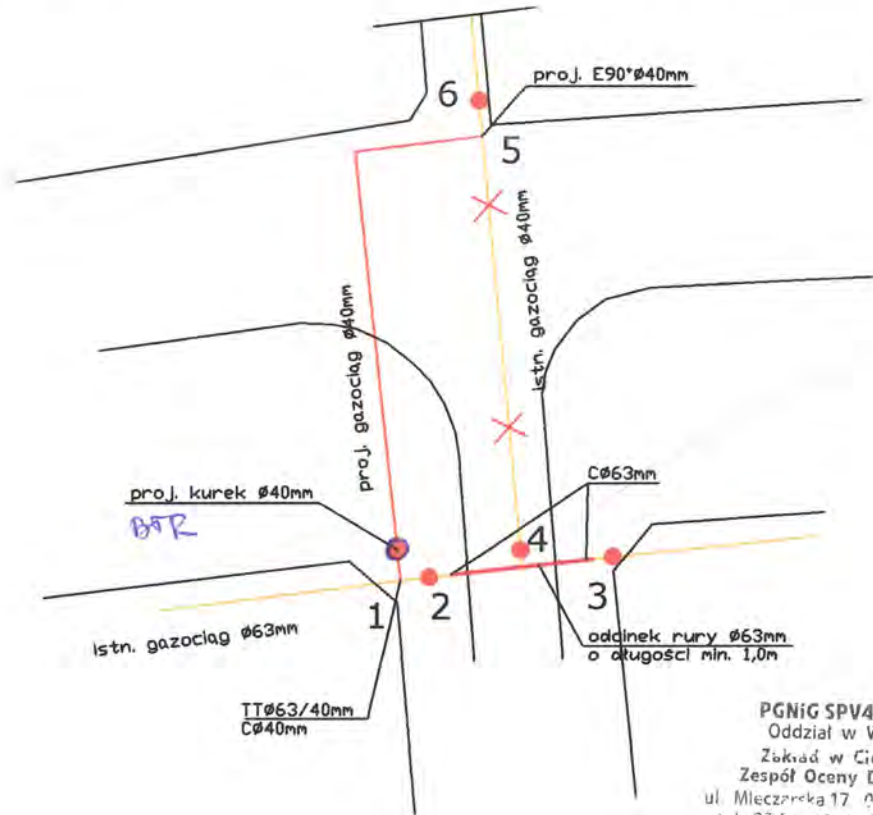 proj. E90°Ø40mm
6
5
istn. gazociąg Ø40mm
proj. gazociąg Ø40mm
CØ63mm
proj. kurek Ø40mm
4
3
1
2
istn. gazociąg Ø63mm
odcinek rury Ø63mm
o długości min. 1,0m
TTØ63/40mm
CØ40mm
PGNiG SPV4
Oddział w W
Zakład w Ci
Zespół Oceny D
ul. Mleczarska 17